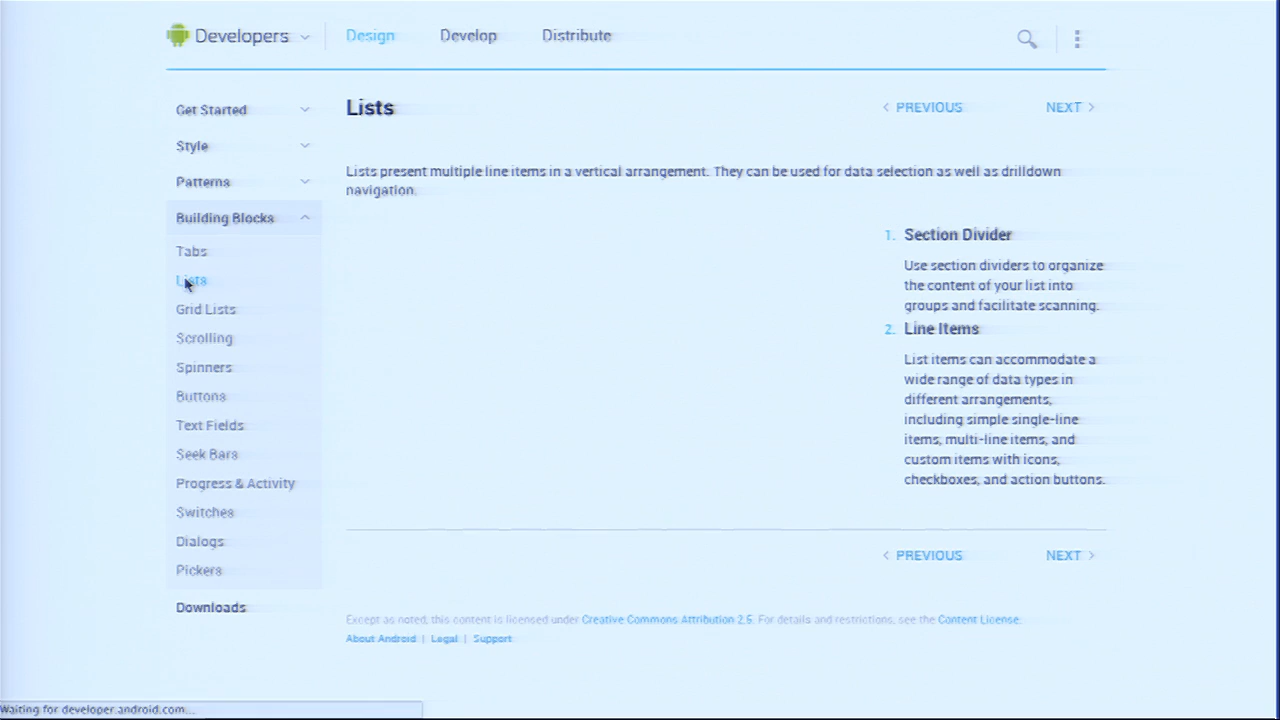 Developers
Design
Develop
Distribute
Get Started
Style
Patterns
Building Blocks
Tabs
Lists
Grid Lists
Scrolling
Spinners
Buttons
Text Fields
Seek Bars
Progress & Activity
Switches
Dialogs
Pickers
Downloads
Lists
PREVIOUS
NEXT
Lists present multiple line items in a vertical arrangement. They can be used for data selection as well as drilldown
navigation.
1. Section Divider
Use section dividers to organize
the content of your list into
groups and facilitate scanning.
2. Line Items
List items can accommodate a
wide range of data types in
different arrangements,
including simple single-line
items, multi-line items, and
custom items with icons,
checkboxes, and action buttons.
PREVIOUS
NEXT
Except as noted, this content is licensed under Creative Commons Attribution 2.5. For details and restrictions, see the Content License.
About Android | Legal | Support
Waiting for developer.android.com...